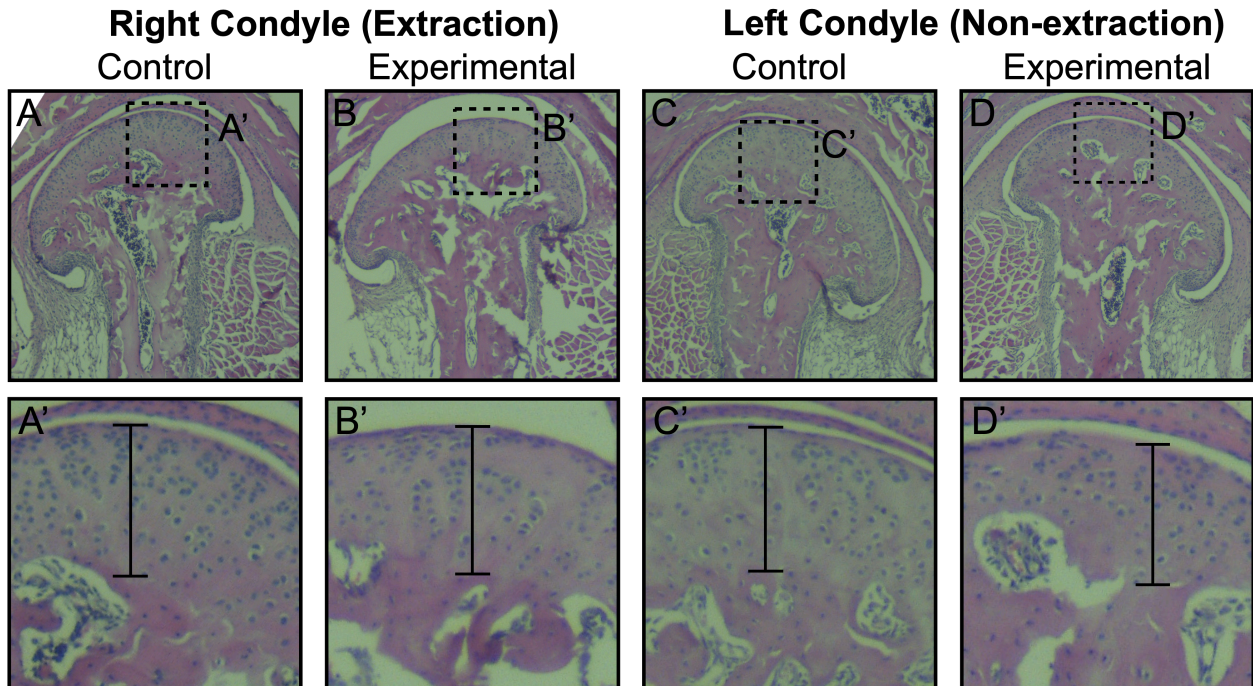 Right Condyle (Extraction)
Left Condyle (Non-extraction)
Control
Experimental
Control
Experimental
A
A’
B
B’
C
C’
D
D’
A’
B’
C’
D’